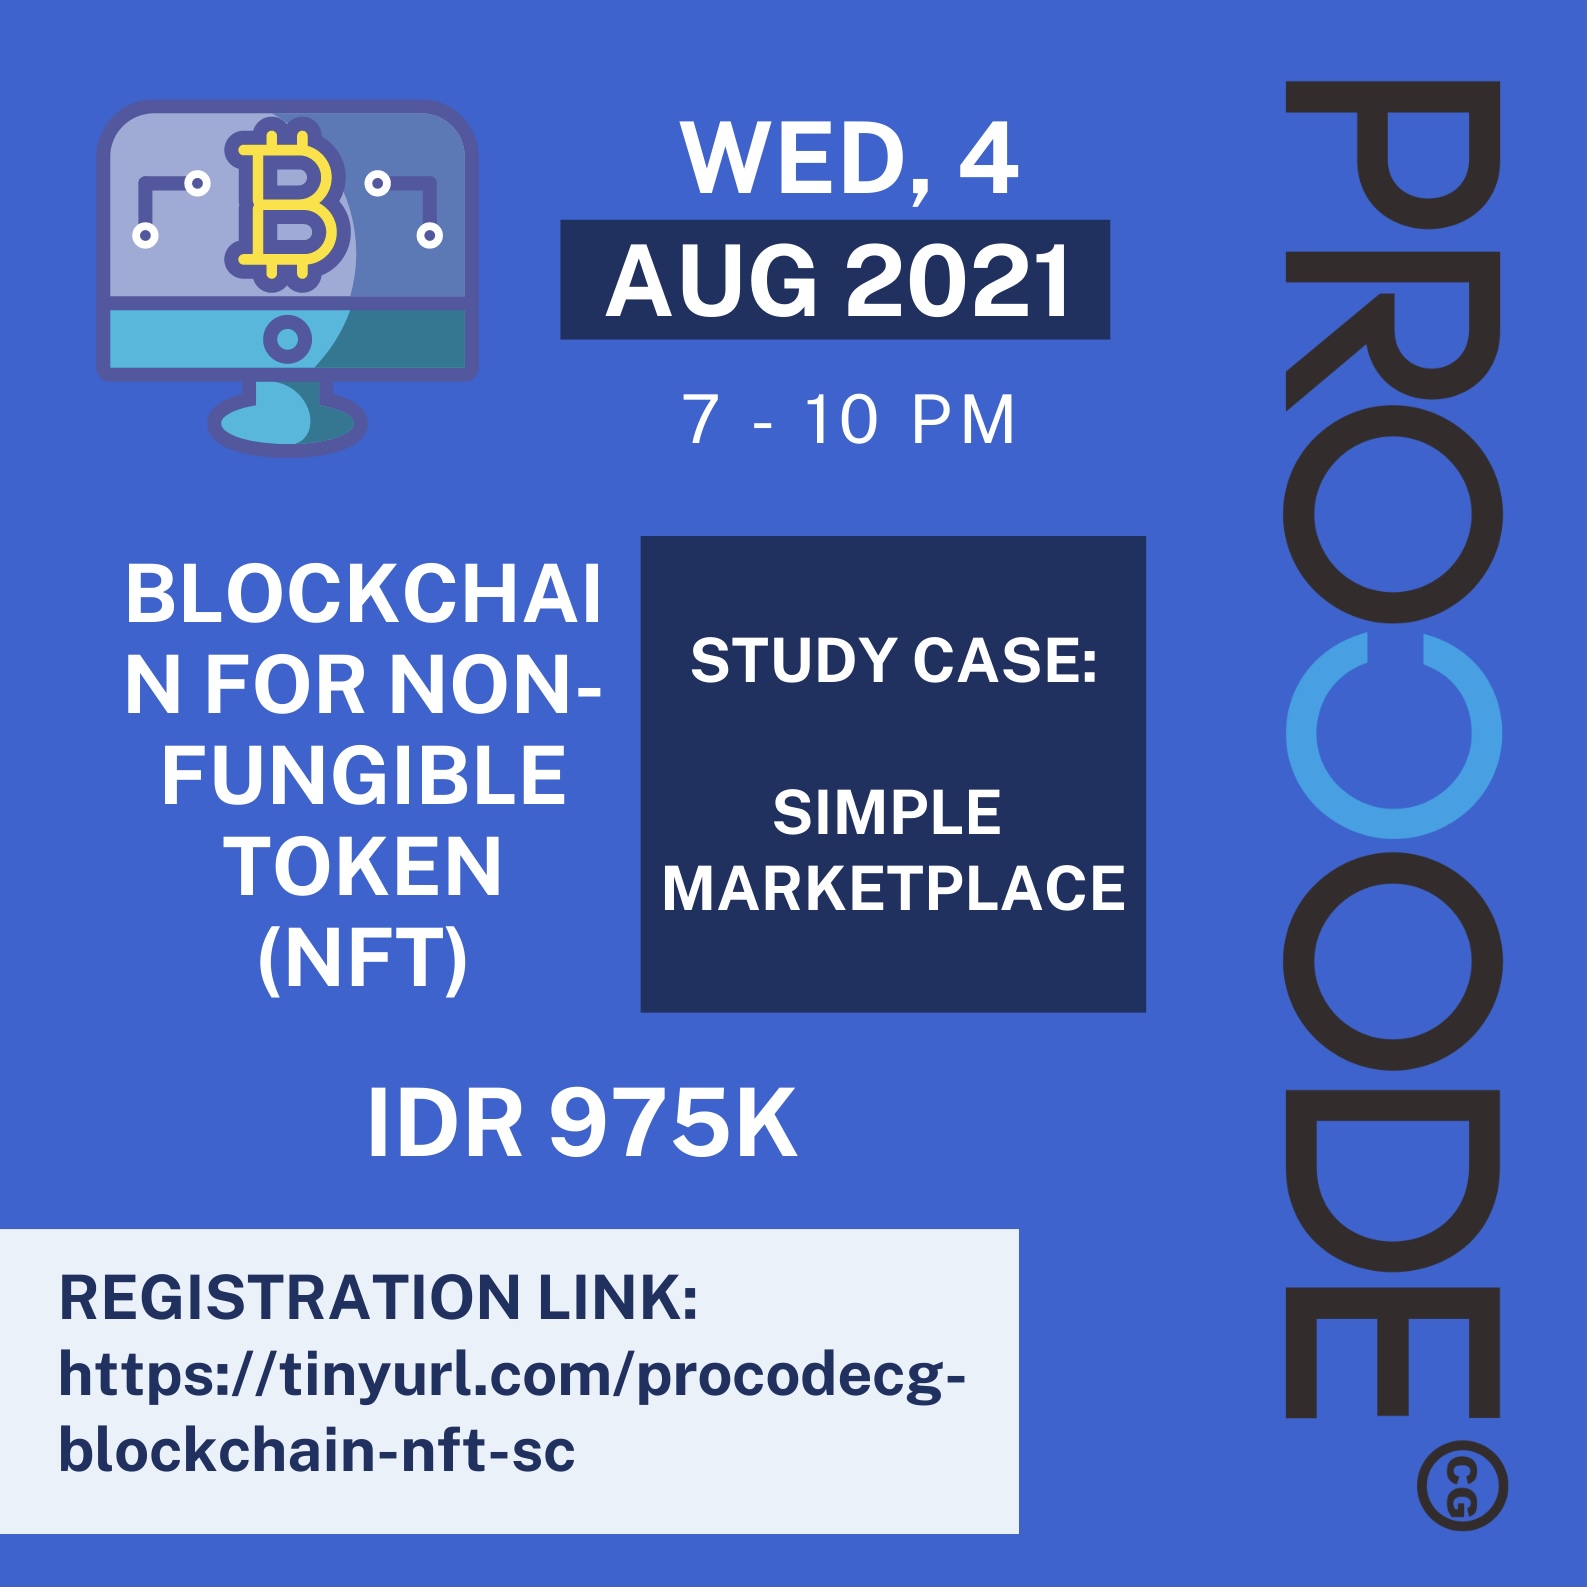 WED, 4
AUG 2021
7 - 10 PM
BLOCKCHAI
N FOR NON-
FUNGIBLE
TOKEN
(NFT)
STUDY CASE:
SIMPLE
MARKETPLACE
IDR 975K
REGISTRATION LINK:
https://tinyurl.com/procodecg-
blockchain-nft-sc
PROCODE
CG